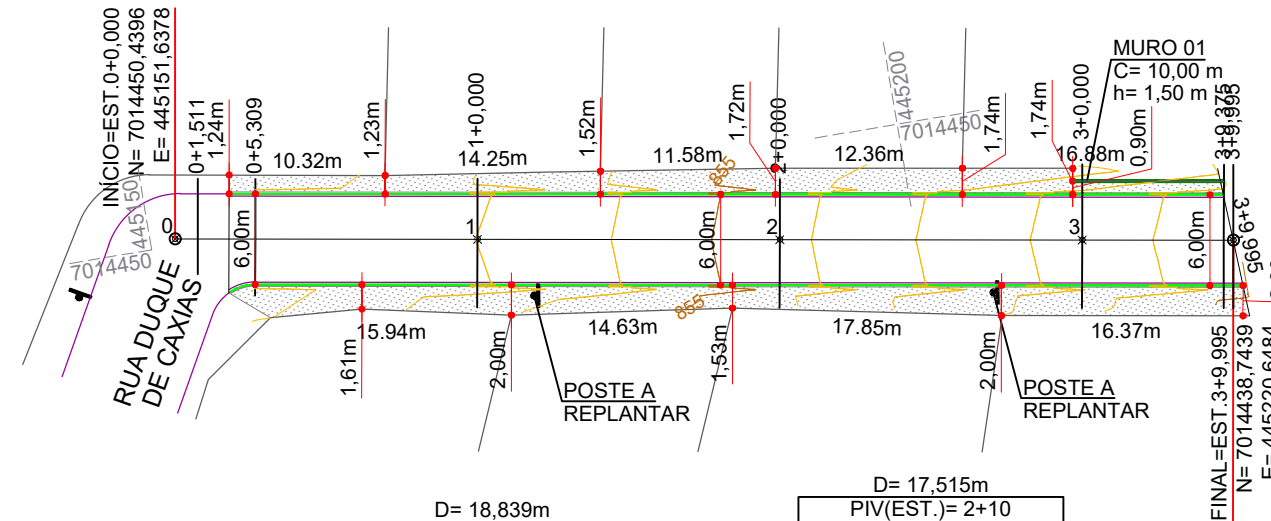 INÍCIO=EST.0+0,000
N= 7014450,4396
E= 445151,6378
0+1,511
1,24m
0+5,309
10.32m
1,23m
1+0,000
14.25m
1,52m
11.58m
1,72m
2+0,000
12.36m
445200
7014450
1,74m
1,74m
3+0,000
16.88m
MURO 01
C= 10,00 m
h= 1,50 m
0,90m
3+9,375
3+9,995
855
445150
7014450
0
6,00m
1
6,00m
2
3
6,00m
3+9,995
RUA DUQUE
DE CAXIAS
15.94m
1,61m
2,00m
14.63m
855
1,53m
17.85m
2,00m
16.37m
POSTE A
REPLANTAR
POSTE A
REPLANTAR
FINAL=EST.3+9,995
N= 7014438,7439
E= 445220,6484
D= 18,839m
D= 17,515m
PIV(EST.)= 2+10